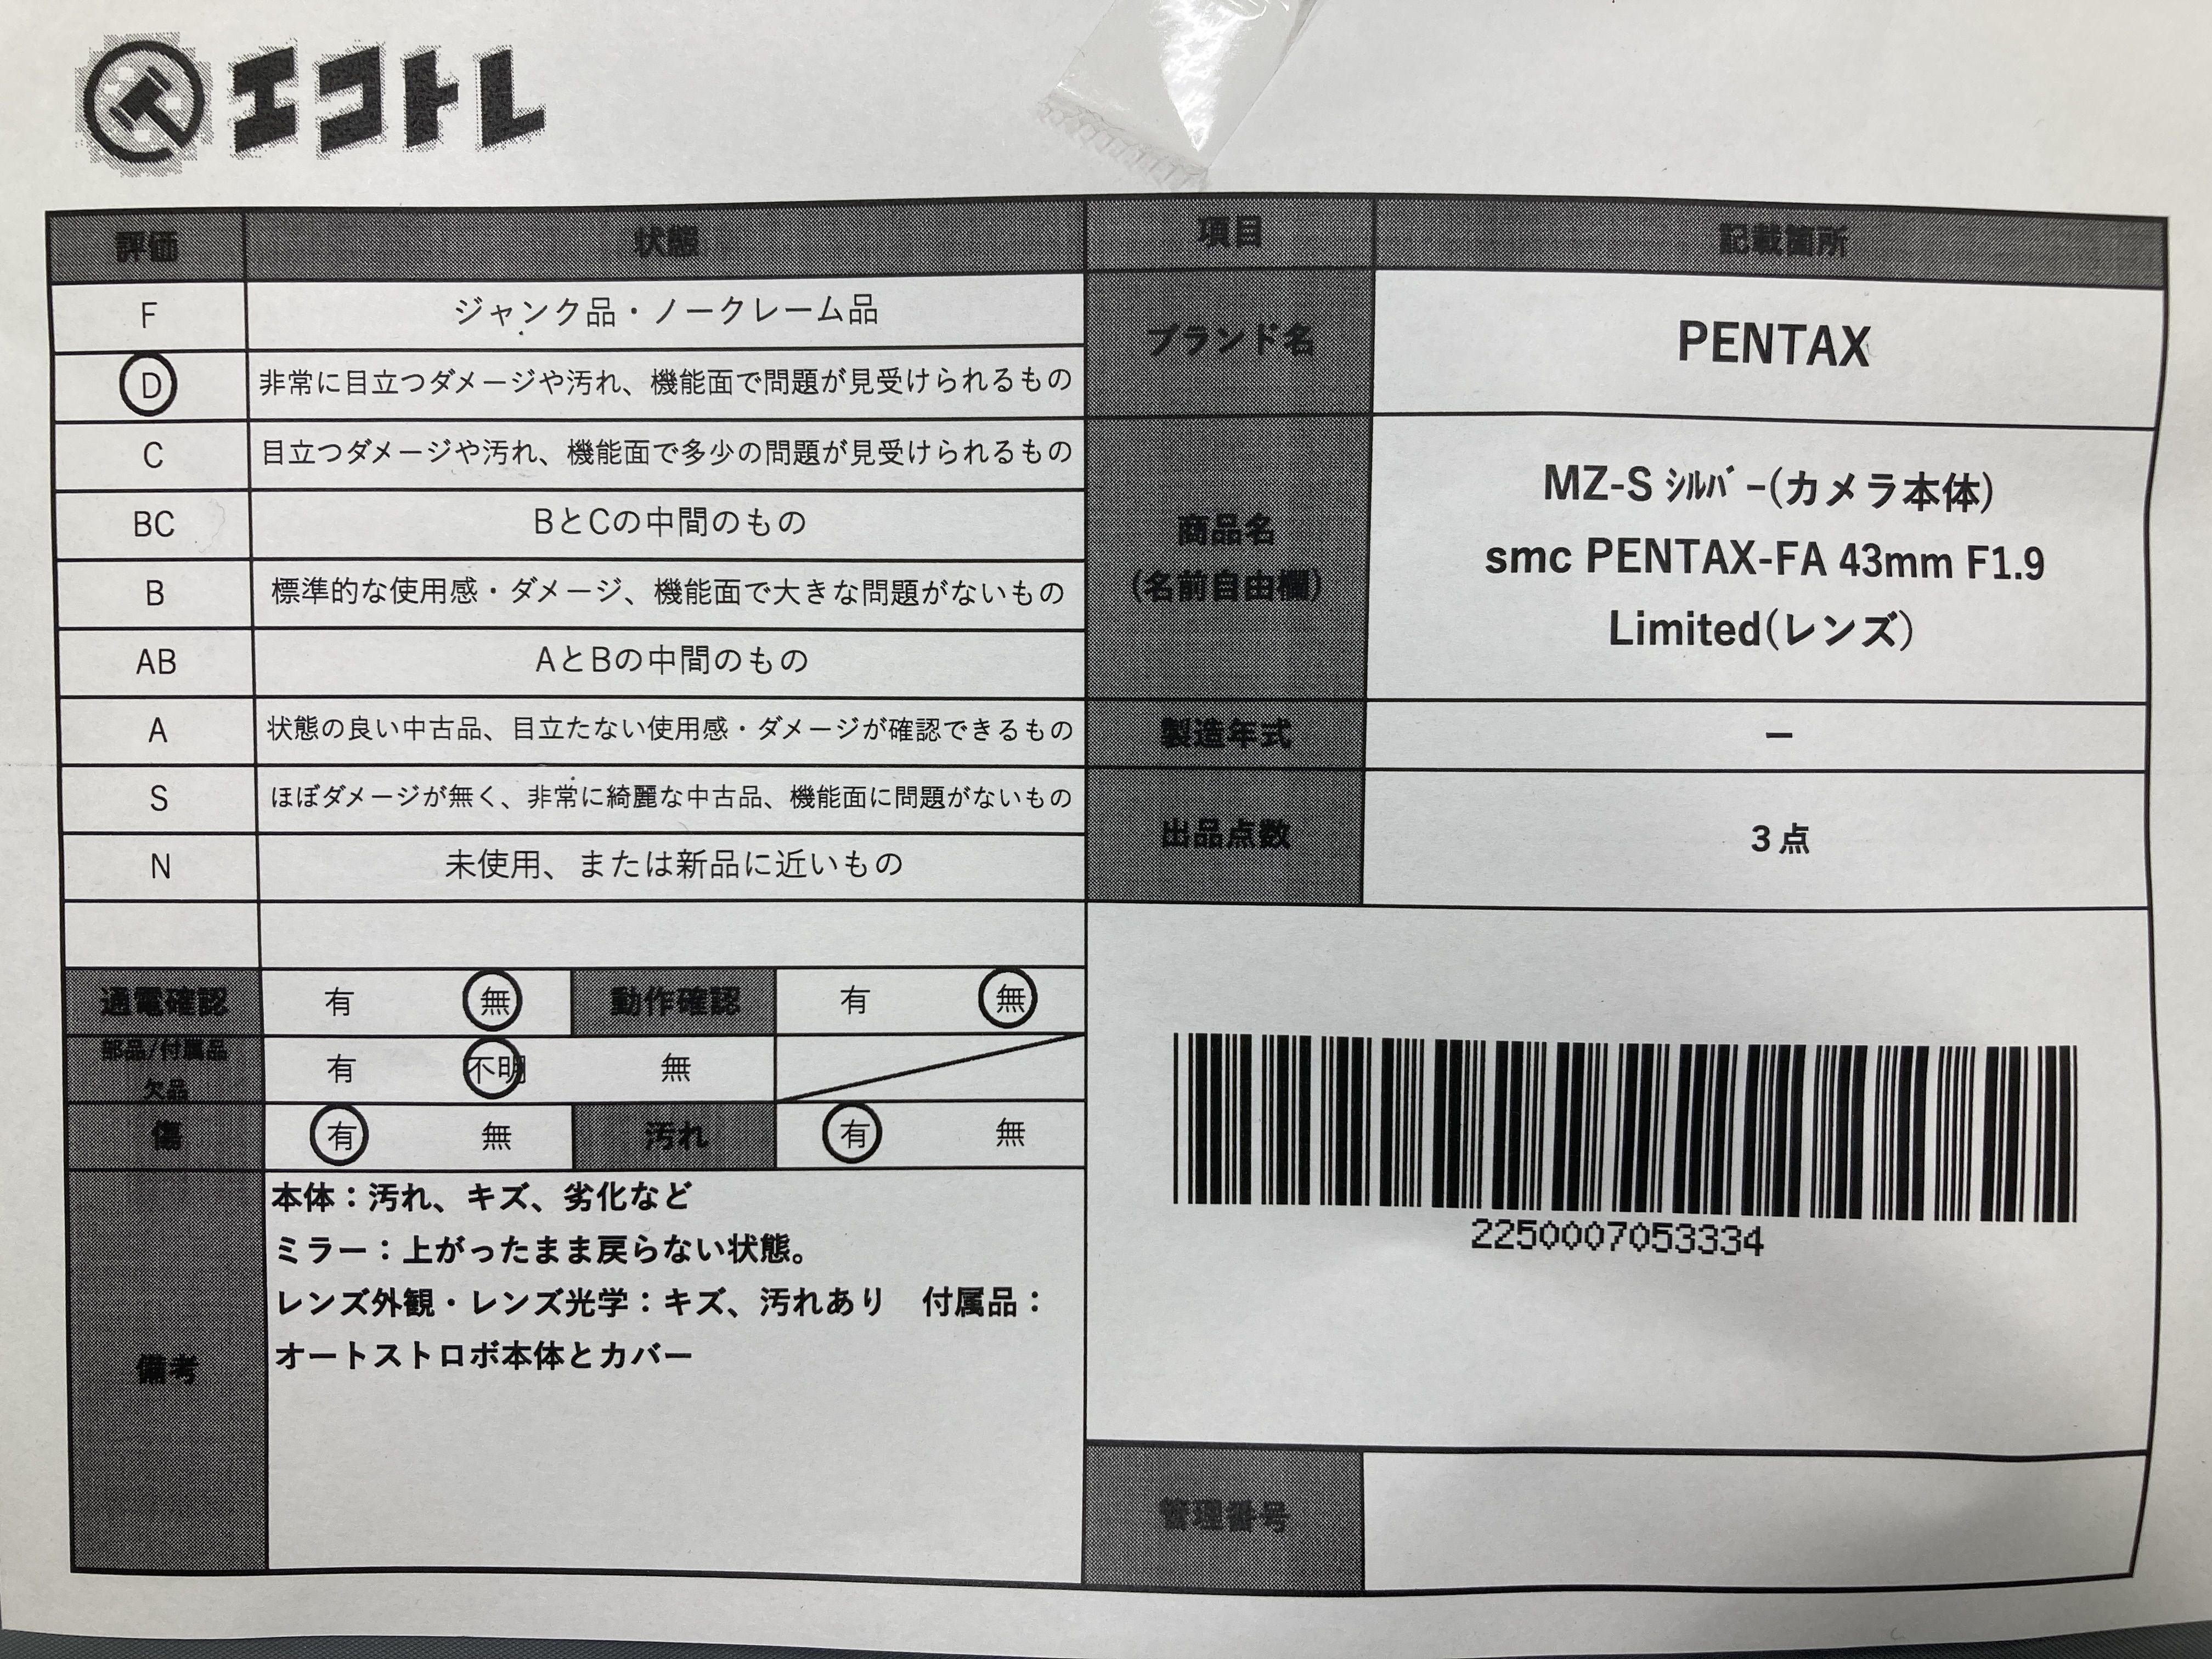 エコトレ
評価 状態
F ジャンク品・ノークレーム品
D 非常に目立つダメージや汚れ、機能面で問題が見受けられるもの
C 目立つダメージや汚れ、機能面で多少の問題が見受けられるもの
BC BとCの中間のもの
B 標準的な使用感・ダメージ、機能面で大きな問題がないもの
AB AとBの中間のもの
A 状態の良い中古品、目立たない使用感・ダメージが確認できるもの
S ほぼダメージが無く、非常に綺麗な中古品、機能面に問題がないもの
N 未使用、または新品に近いもの
通電確認 有 無 動作確認 有 無
部品/付属品
欠品 有 不明 無
傷 有 無 汚れ 有 無
備考
本体：汚れ、キズ、劣化など
ミラー：上がったまま戻らない状態。
レンズ外観・レンズ光学：キズ、汚れあり　付属品：
オートストロボ本体とカバー
項目 記載箇所
ブランド名 PENTAX
商品名
(名前自由欄)
MZ-S ｼﾙﾊﾞｰ(カメラ本体)
smc PENTAX-FA 43mm F1.9
Limited(レンズ)
製造年式 ー
出品点数 3点
2250007053334
管理番号